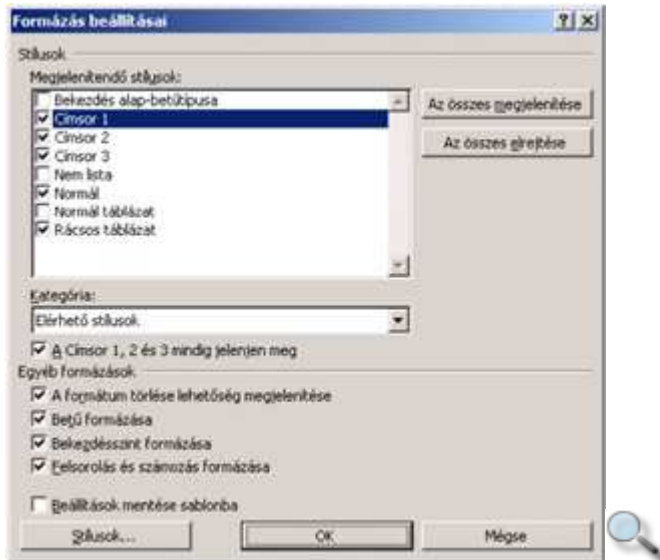 Formázás beállításai
Stílusok
Megjelenítendő stílusok:
Bekezdés alap-betűtípusa
Címsor 1
Címsor 2
Címsor 3
Nem lista
Normál
Normál táblázat
Rácsos táblázat
Az összes megjelenítése
Az összes elrejtése
Kategória:
Elérhető stílusok
A Címsor 1, 2 és 3 mindig jelenjen meg
Egyéb formázások
A formátum törlése lehetőség megjelenítése
Betű formázása
Bekezdésszint formázása
Felsorolás és számozás formázása
Beállítások mentése sablonba
Stílusok...
OK
Mégse